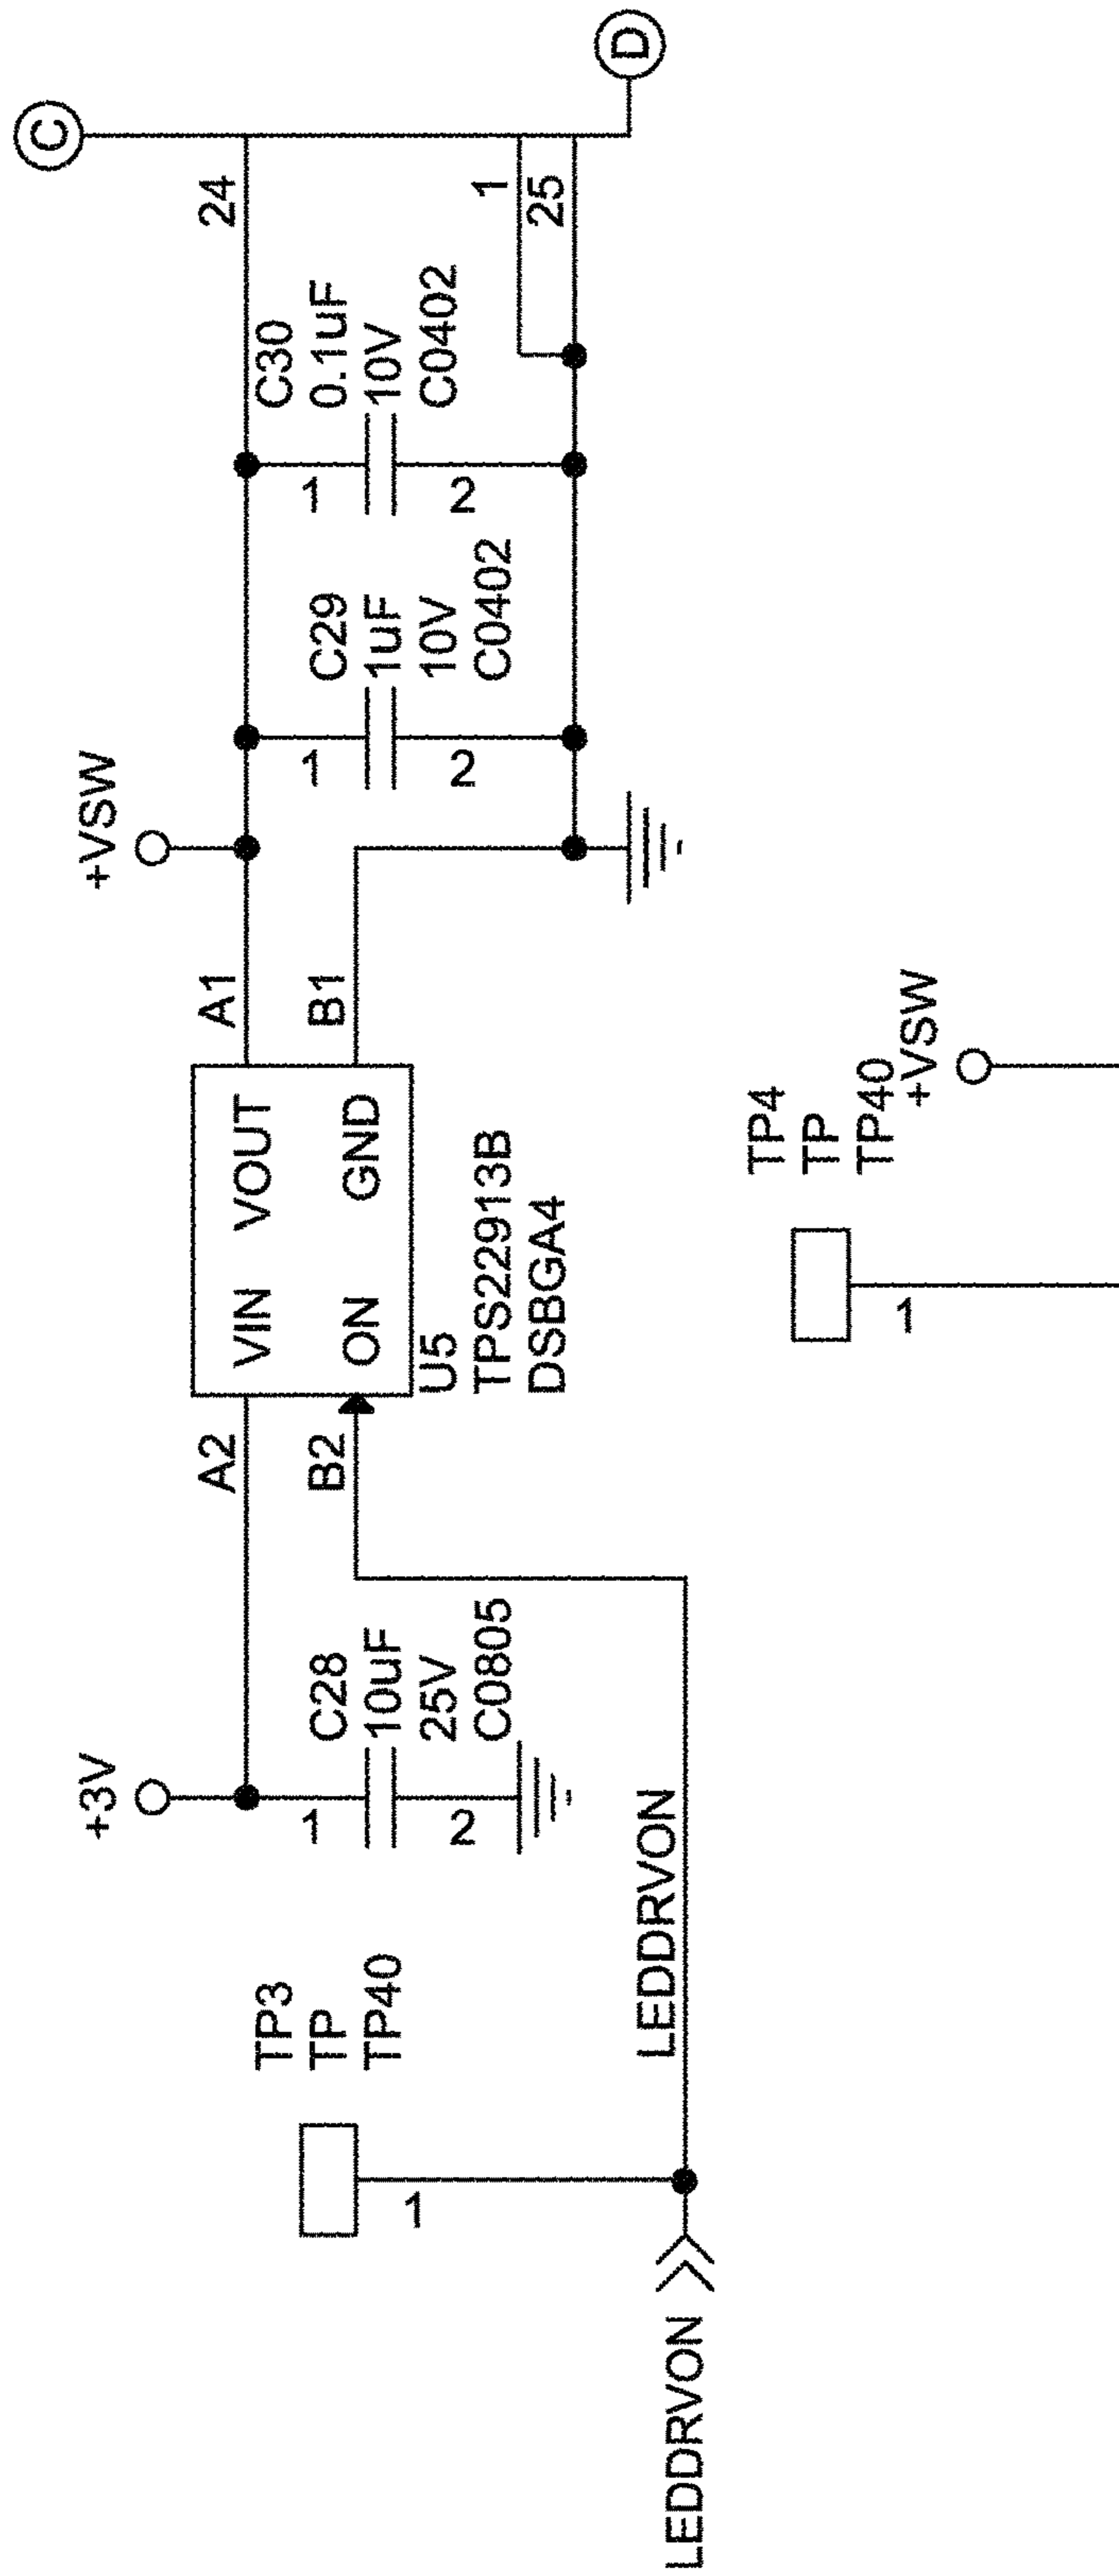 C
D
24
1
25
C30
0.1uF
10V
C0402
1
2
C29
1uF
10V
C0402
1
2
+VSW
A1
B1
VIN VOUT
ON GND
U5
TPS22913B
DSBGA4
A2
B2
+3V
C28
10uF
25V
C0805
1
2
TP3
TP
TP40
1
LEDDRVON
LEDDRVON
TP4
TP
TP40
1
+VSW